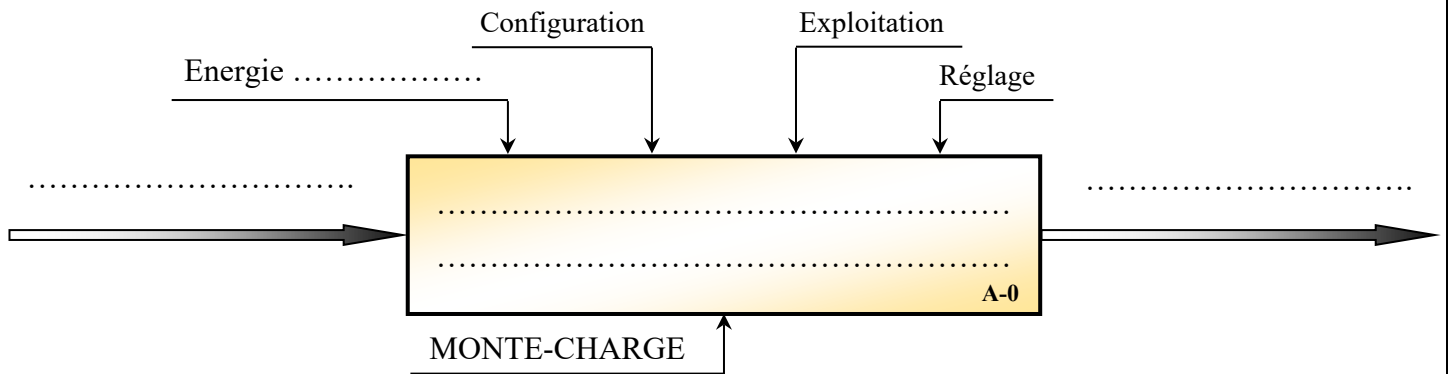 Configuration
Exploitation
Energie ………………
Réglage
…………………………
…………………………
………………………………………………
………………………………………………
A-0
MONTE-CHARGE